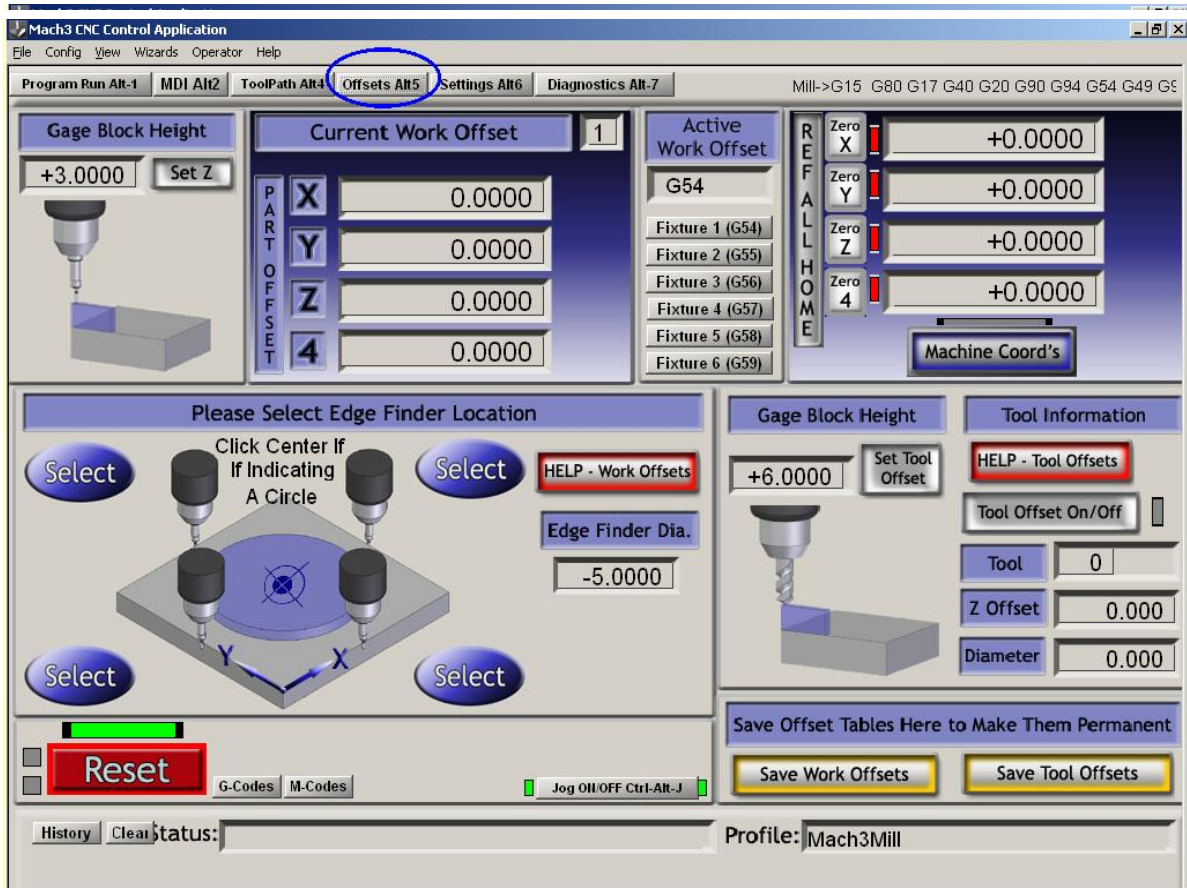 Mach3 CNC Control Application
File Config View Wizards Operator Help
Program Run Alt-1 MDI Alt2 ToolPath Alt4 Offsets Alt5 Settings Alt6 Diagnostics Alt-7
Mill->G15 G80 G17 G40 G20 G90 G94 G54 G49
Gage Block Height
+3.0000 Set Z
Current Work Offset 1
PART OFFSET
X 0.0000
Y 0.0000
Z 0.0000
4 0.0000
Active
Work Offset
G54
Fixture 1 (G54)
Fixture 2 (G55)
Fixture 3 (G56)
Fixture 4 (G57)
Fixture 5 (G58)
Fixture 6 (G59)
REF ALL HOME
Zero X +0.0000
Zero Y +0.0000
Zero Z +0.0000
Zero 4 +0.0000
Machine Coord's
Please Select Edge Finder Location
Select
Click Center If
If Indicating
A Circle
Select
HELP - Work Offsets
Edge Finder Dia.
-5.0000
Y X
Select
Select
Gage Block Height
+6.0000
Set Tool
Offset
Tool Information
HELP - Tool Offsets
Tool Offset On/Off
Tool 0
Z Offset 0.000
Diameter 0.000
Reset
G-Codes M-Codes
Jog ON/OFF Ctrl-Alt-J
Save Offset Tables Here to Make Them Permanent
Save Work Offsets Save Tool Offsets
History Clear Status:
Profile: Mach3Mill